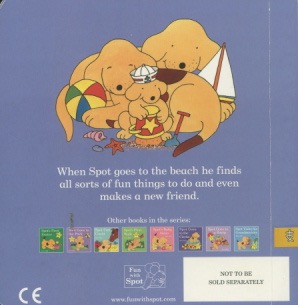 When Spot goes to the beach he finds
all sorts of fun things to do and even
makes a new friend.
Other books in the series:
Fun
with
Spot
www.funwithspot.com
NOT TO BE
SOLD SEPARATELY
CE